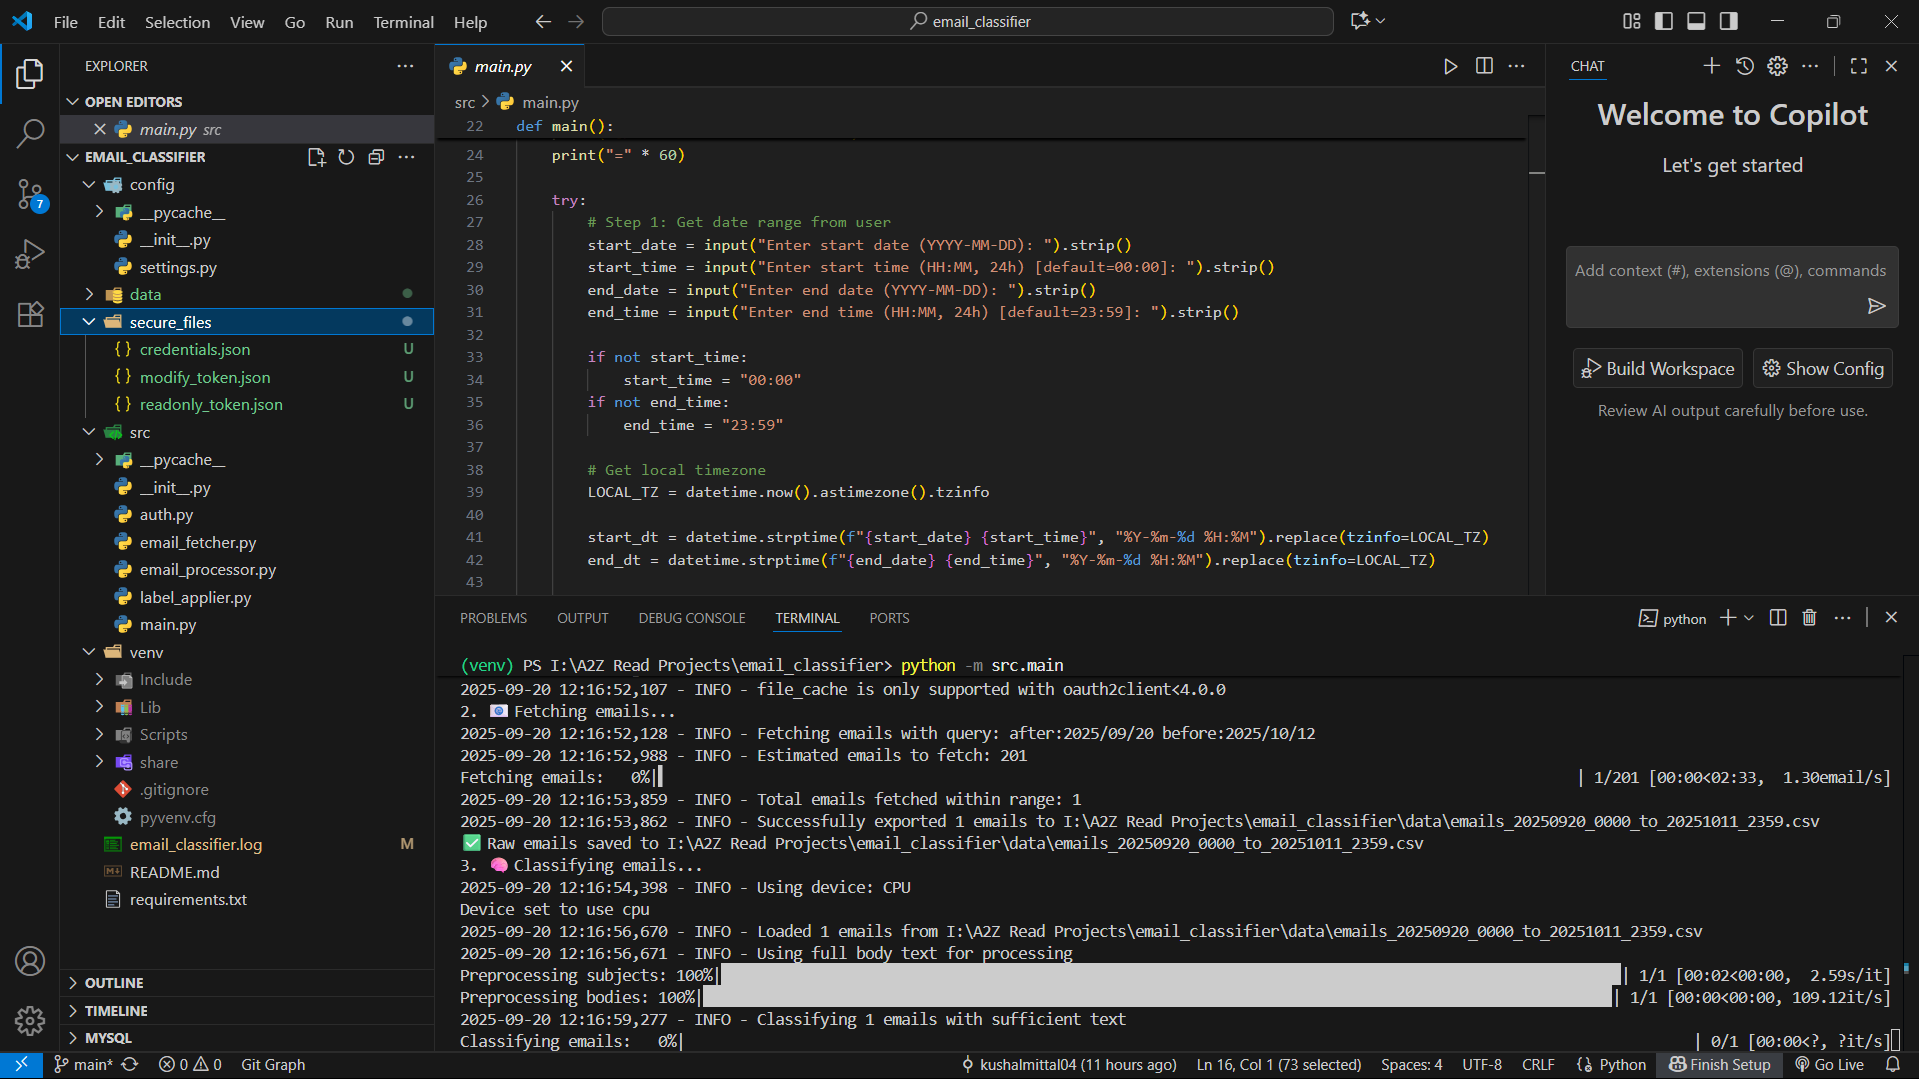 File Edit Selection View Go Run Terminal Help
email_classifier
EXPLORER
OPEN EDITORS
main.py src
EMAIL_CLASSIFIER
config
__pycache__
__init__.py
settings.py
data
secure_files
credentials.json U
modify_token.json U
readonly_token.json U
src
__pycache__
__init__.py
auth.py
email_fetcher.py
email_processor.py
label_applier.py
main.py
venv
Include
Lib
Scripts
share
.gitignore
pyvenv.cfg
email_classifier.log M
README.md
requirements.txt
OUTLINE
TIMELINE
MYSQL
7
main.py
src > main.py
22 def main():
24 print("=" * 60)
25
26 try:
27 # Step 1: Get date range from user
28 start_date = input("Enter start date (YYYY-MM-DD): ").strip()
29 start_time = input("Enter start time (HH:MM, 24h) [default=00:00]: ").strip()
30 end_date = input("Enter end date (YYYY-MM-DD): ").strip()
31 end_time = input("Enter end time (HH:MM, 24h) [default=23:59]: ").strip()
32
33 if not start_time:
34 start_time = "00:00"
35 if not end_time:
36 end_time = "23:59"
37
38 # Get local timezone
39 LOCAL_TZ = datetime.now().astimezone().tzinfo
40
41 start_dt = datetime.strptime(f"{start_date} {start_time}", "%Y-%m-%d %H:%M").replace(tzinfo=LOCAL_TZ)
42 end_dt = datetime.strptime(f"{end_date} {end_time}", "%Y-%m-%d %H:%M").replace(tzinfo=LOCAL_TZ)
43
CHAT
Welcome to Copilot
Let's get started
Add context (#), extensions (@), commands
Build Workspace
Show Config
Review AI output carefully before use.
PROBLEMS OUTPUT DEBUG CONSOLE TERMINAL PORTS
python
(venv) PS I:\A2Z Read Projects\email_classifier> python -m src.main
2025-09-20 12:16:52,107 - INFO - file_cache is only supported with oauth2client<4.0.0
2. 📧 Fetching emails...
2025-09-20 12:16:52,128 - INFO - Fetching emails with query: after:2025/09/20 before:2025/10/12
2025-09-20 12:16:52,988 - INFO - Estimated emails to fetch: 201
Fetching emails: 0%| | 1/201 [00:00<02:33, 1.30email/s]
2025-09-20 12:16:53,859 - INFO - Total emails fetched within range: 1
2025-09-20 12:16:53,862 - INFO - Successfully exported 1 emails to I:\A2Z Read Projects\email_classifier\data\emails_20250920_0000_to_20251011_2359.csv
✅ Raw emails saved to I:\A2Z Read Projects\email_classifier\data\emails_20250920_0000_to_20251011_2359.csv
3. 🧠 Classifying emails...
2025-09-20 12:16:54,398 - INFO - Using device: CPU
Device set to use cpu
2025-09-20 12:16:56,670 - INFO - Loaded 1 emails from I:\A2Z Read Projects\email_classifier\data\emails_20250920_0000_to_20251011_2359.csv
2025-09-20 12:16:56,671 - INFO - Using full body text for processing
Preprocessing subjects: 100%| | 1/1 [00:02<00:00, 2.59s/it]
Preprocessing bodies: 100%| | 1/1 [00:00<00:00, 109.12it/s]
2025-09-20 12:16:59,277 - INFO - Classifying 1 emails with sufficient text
Classifying emails: 0%| | 0/1 [00:00<?, ?it/s]
main* 0 0 Git Graph kushalmittal04 (11 hours ago) Ln 16, Col 1 (73 selected) Spaces: 4 UTF-8 CRLF {} Python Finish Setup Go Live